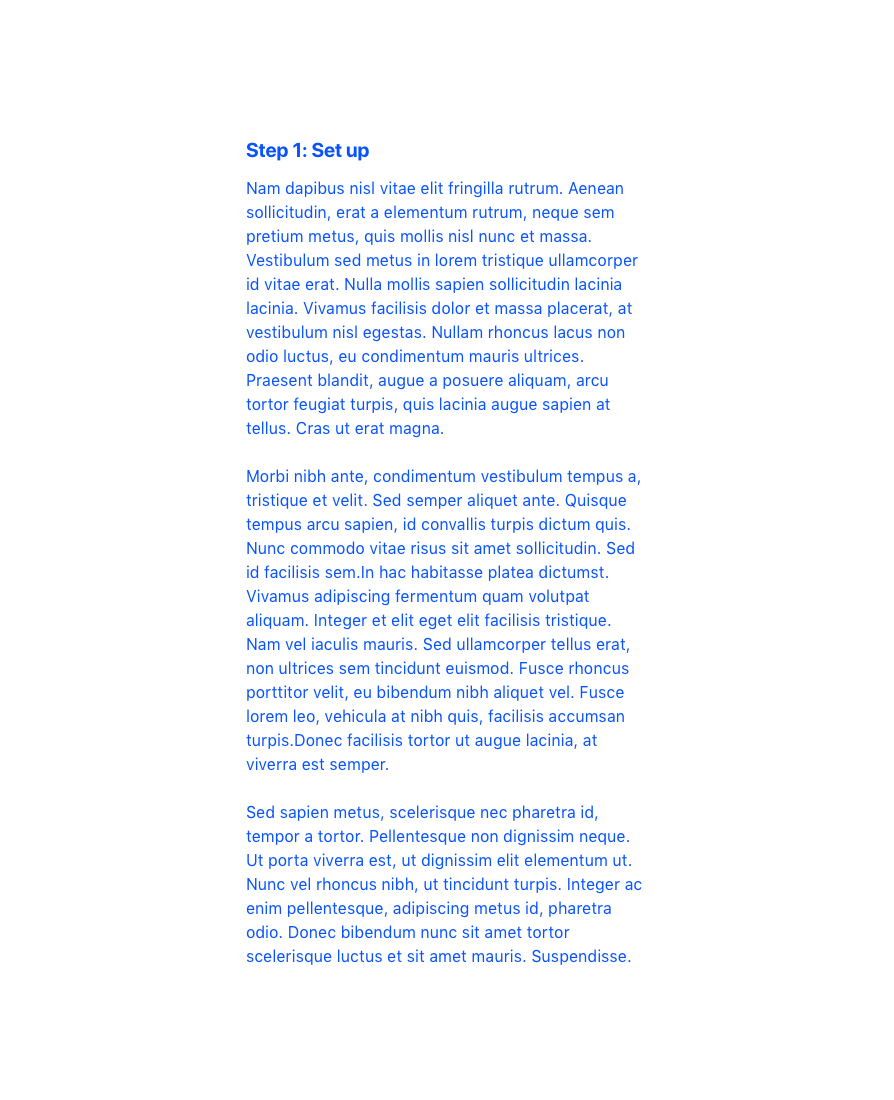 Step 1: Set up
Nam dapibus nisl vitae elit fringilla rutrum. Aenean
sollicitudin, erat a elementum rutrum, neque sem
pretium metus, quis mollis nisl nunc et massa.
Vestibulum sed metus in lorem tristique ullamcorper
id vitae erat. Nulla mollis sapien sollicitudin lacinia
lacinia. Vivamus facilisis dolor et massa placerat, at
vestibulum nisl egestas. Nullam rhoncus lacus non
odio luctus, eu condimentum mauris ultrices.
Praesent blandit, augue a posuere aliquam, arcu
tortor feugiat turpis, quis lacinia augue sapien at
tellus. Cras ut erat magna.
Morbi nibh ante, condimentum vestibulum tempus a,
tristique et velit. Sed semper aliquet ante. Quisque
tempus arcu sapien, id convallis turpis dictum quis.
Nunc commodo vitae risus sit amet sollicitudin. Sed
id facilisis sem.In hac habitasse platea dictumst.
Vivamus adipiscing fermentum quam volutpat
aliquam. Integer et elit eget elit facilisis tristique.
Nam vel iaculis mauris. Sed ullamcorper tellus erat,
non ultrices sem tincidunt euismod. Fusce rhoncus
porttitor velit, eu bibendum nibh aliquet vel. Fusce
lorem leo, vehicula at nibh quis, facilisis accumsan
turpis.Donec facilisis tortor ut augue lacinia, at
viverra est semper.
Sed sapien metus, scelerisque nec pharetra id,
tempor a tortor. Pellentesque non dignissim neque.
Ut porta viverra est, ut dignissim elit elementum ut.
Nunc vel rhoncus nibh, ut tincidunt turpis. Integer ac
enim pellentesque, adipiscing metus id, pharetra
odio. Donec bibendum nunc sit amet tortor
scelerisque luctus et sit amet mauris. Suspendisse.